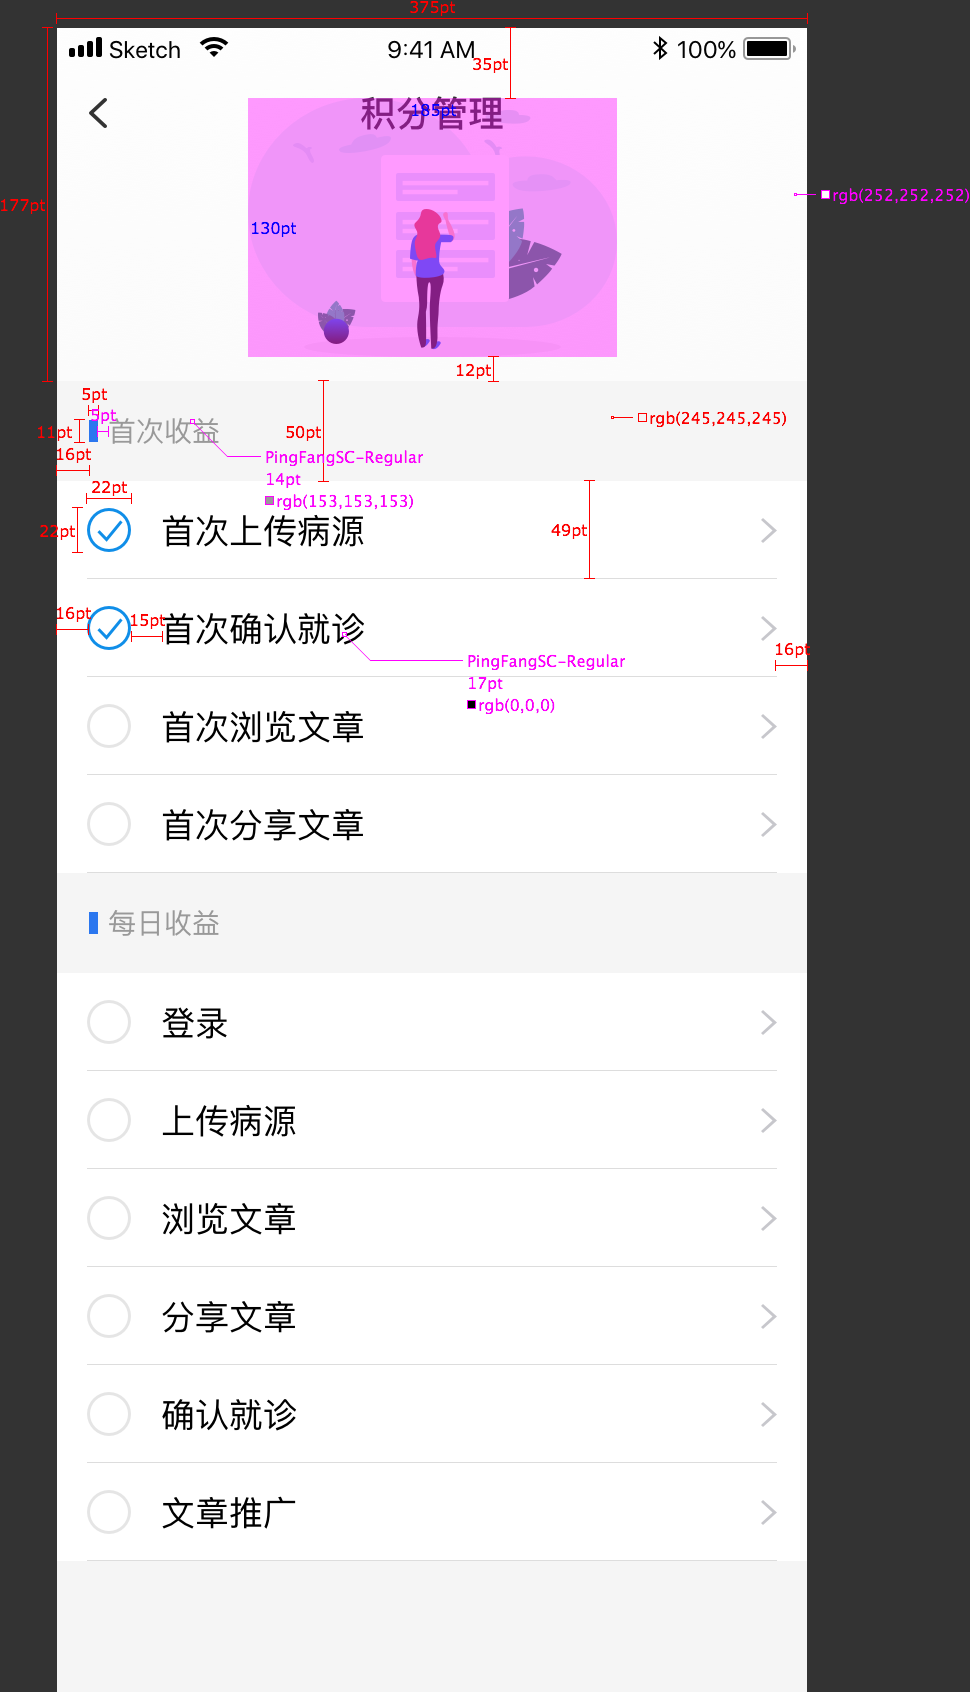 375pt
Sketch 9:41 AM 100%
35pt
积分管理
185pt
177pt
rgb(252,252,252)
130pt
12pt
5pt
5pt
11pt
首次收益
50pt
rgb(245,245,245)
16pt
PingFangSC-Regular
14pt
rgb(153,153,153)
22pt
22pt
首次上传病源
49pt
16pt
15pt
首次确认就诊
16pt
PingFangSC-Regular
17pt
rgb(0,0,0)
首次浏览文章
首次分享文章
每日收益
登录
上传病源
浏览文章
分享文章
确认就诊
文章推广